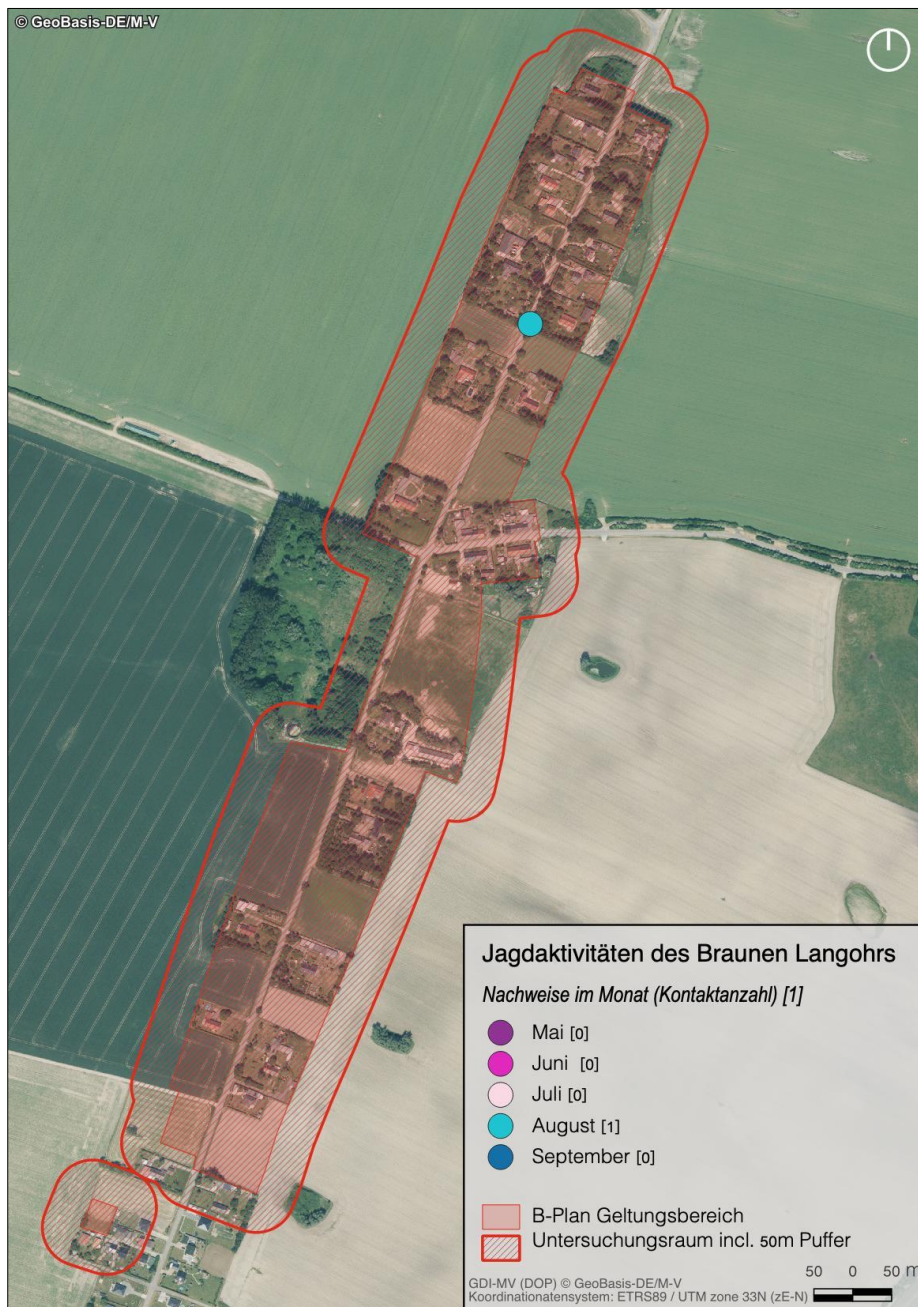 © GeoBasis-DE/M-V
Jagdaktivitäten des Braunen Langohrs
Nachweise im Monat (Kontaktanzahl) [1]
Mai [0]
Juni [0]
Juli [0]
August [1]
September [0]
B-Plan Geltungsbereich
Untersuchungsraum incl. 50m Puffer
GDI-MV (DOP) © GeoBasis-DE/M-V
Koordinatensystem: ETRS89 / UTM zone 33N (zE-N)
50 0 50 m